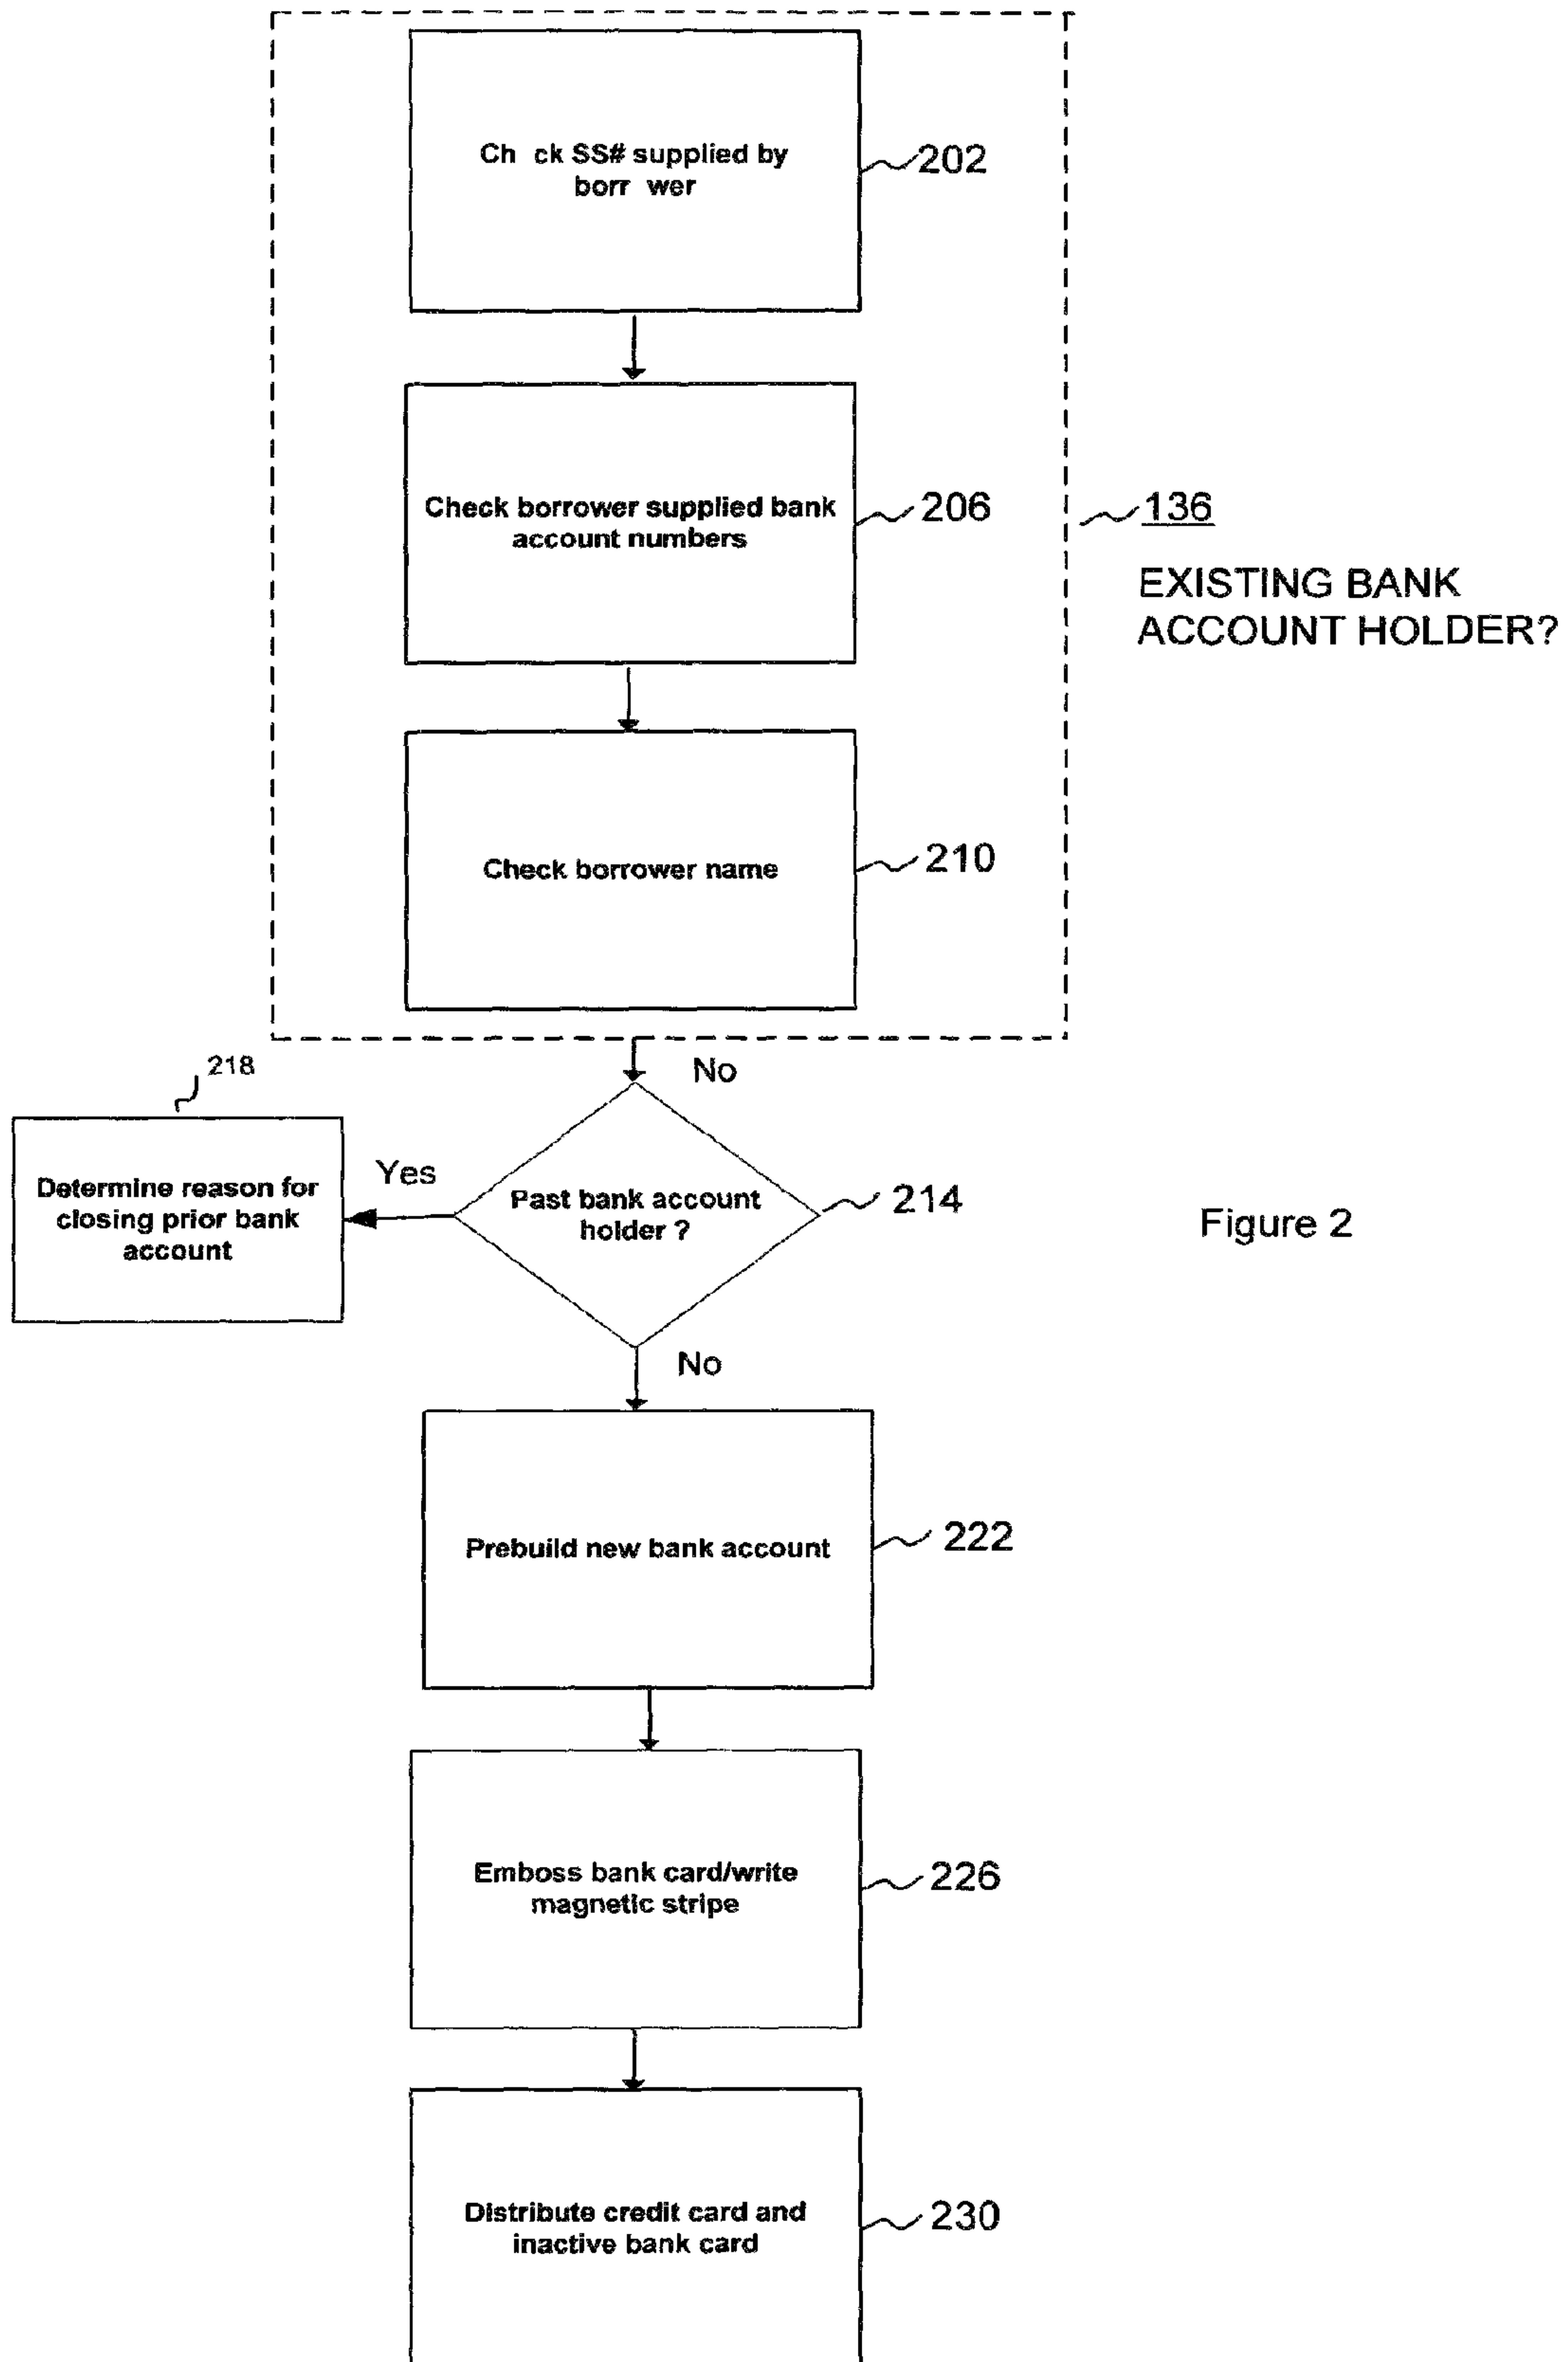 Ch ck SS# supplied by
borr wer
202
Check borrower supplied bank
account numbers
206
136
EXISTING BANK
ACCOUNT HOLDER?
Check borrower name
210
No
218
Determine reason for
closing prior bank
account
Yes
Past bank account
holder ?
214
Figure 2
No
Prebuild new bank account
222
Emboss bank card/write
magnetic stripe
226
Distribute credit card and
inactive bank card
230